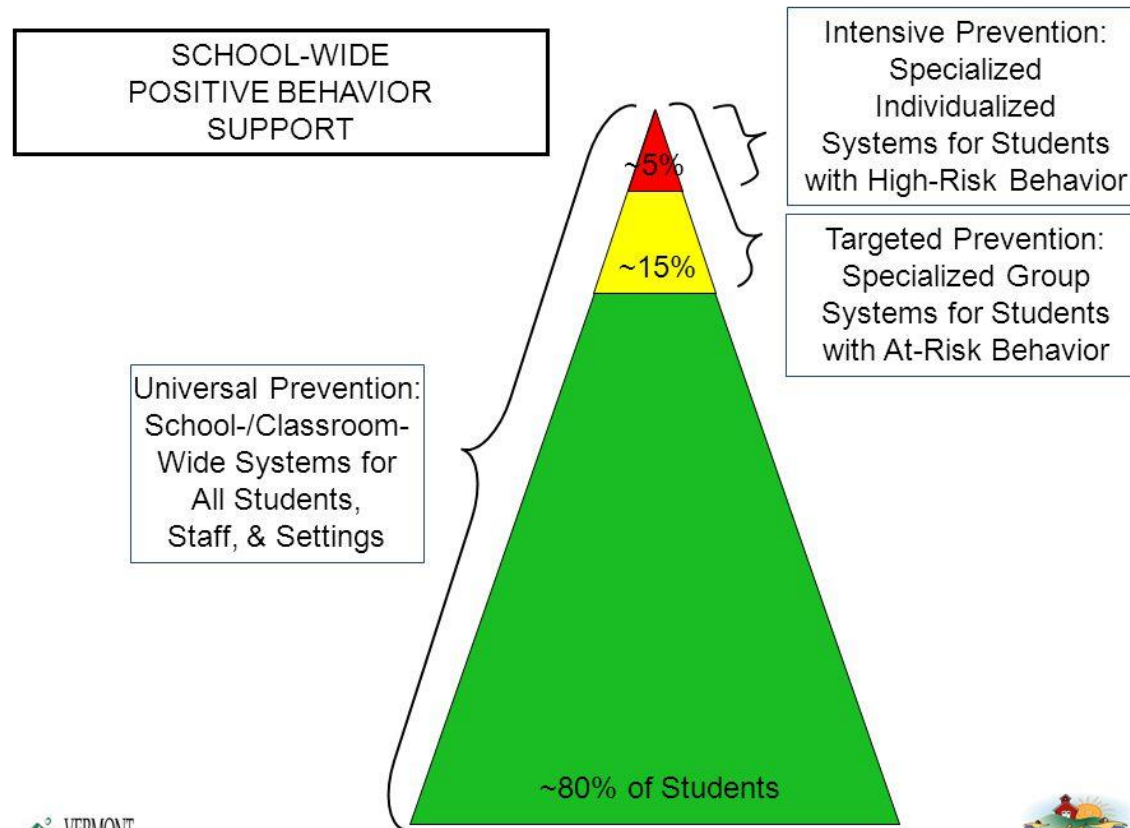 SCHOOL-WIDE
POSITIVE BEHAVIOR
SUPPORT
Intensive Prevention:
Specialized
Individualized
Systems for Students
with High-Risk Behavior
~5%
~15%
Targeted Prevention:
Specialized Group
Systems for Students
with At-Risk Behavior
Universal Prevention:
School-/Classroom-
Wide Systems for
All Students,
Staff, & Settings
~80% of Students
VERMONT